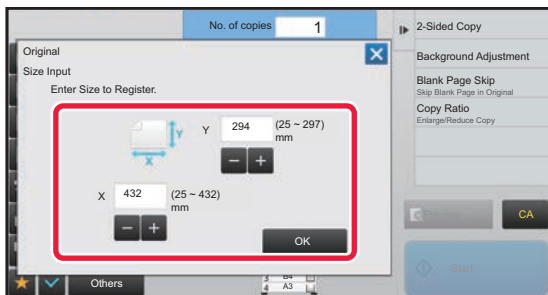 No. of copies 1
Original
Size Input
Enter Size to Register.
Y 294 (25 ~ 297)
mm
X 432 (25 ~ 432)
mm
OK
Others
B4
4 A3
2-Sided Copy
Background Adjustment
Blank Page Skip
Skip Blank Page in Original
Copy Ratio
Enlarge/Reduce Copy
CA
Start